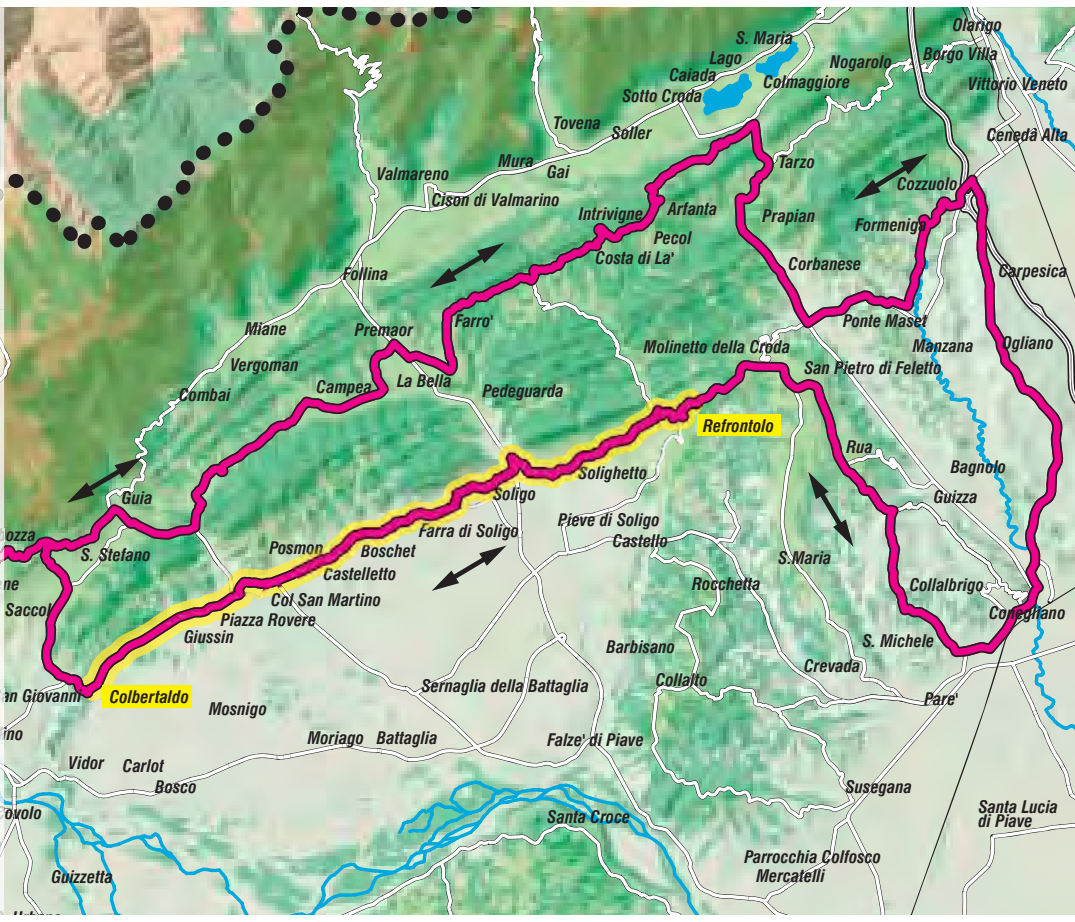 Olarigo
S. Maria
Lago
Borgo Villa
Nogarolo
Caiada
Colmaggiore
Vittorio Veneto
Sotto Croda
Tovena
Soller
Cenedà Alta
Mura
Gai
Tarzo
Valmareno
Cozzuolo
Cison di Valmarino
Arfanta
Intrivigne
Prapian
Formeniga
Pecol
Costa di La'
Corbanese
Follina
Carpesica
Farro'
Ponte Maset
Miane
Premaor
Ogliano
Molinetto della Croda
Manzana
Vergoman
San Pietro di Feletto
La Bella
Campea
Pedeguarda
Combai
Refrontolo
Rua
Bagnolo
Solighetto
Guia
Soligo
Guizza
Pieve di Soligo
Farra di Soligo
ozza
Castello
Posmon
Boschet
S. Stefano
S.Maria
Castelletto
ne
Rocchetta
Collalbrigo
Col San Martino
Saccol
Conegliano
Piazza Rovere
Giussin
S. Michele
Barbisano
Crevada
Collalto
Sernaglia della Battaglia
an Giovanni
Colbertaldo
Pare'
Mosnigo
ino
Moriago Battaglia
Falze' di Piave
Vidor
Carlot
Bosco
Susegana
ovolo
Santa Croce
Santa Lucia
di Piave
Parrocchia Colfosco
Mercatelli
Guizzetta